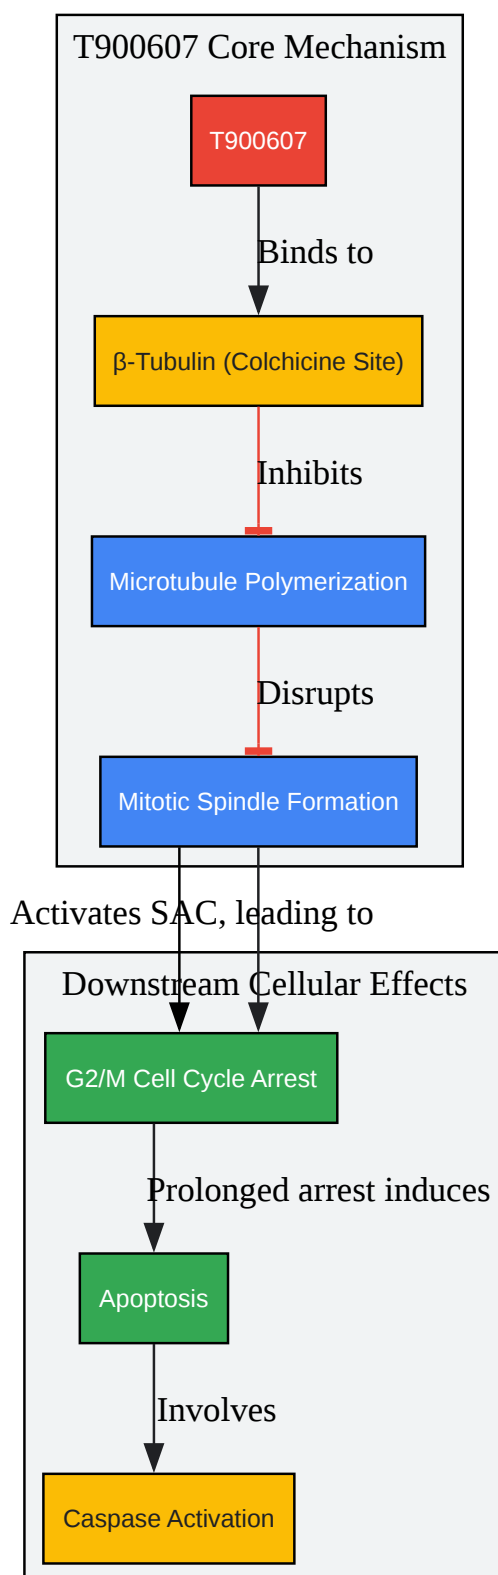 T900607 Core Mechanism
T900607
Binds to
β-Tubulin (Colchicine Site)
Inhibits
Microtubule Polymerization
Disrupts
Mitotic Spindle Formation
Activates SAC, leading to
Downstream Cellular Effects
G2/M Cell Cycle Arrest
Prolonged arrest induces
Apoptosis
Involves
Caspase Activation